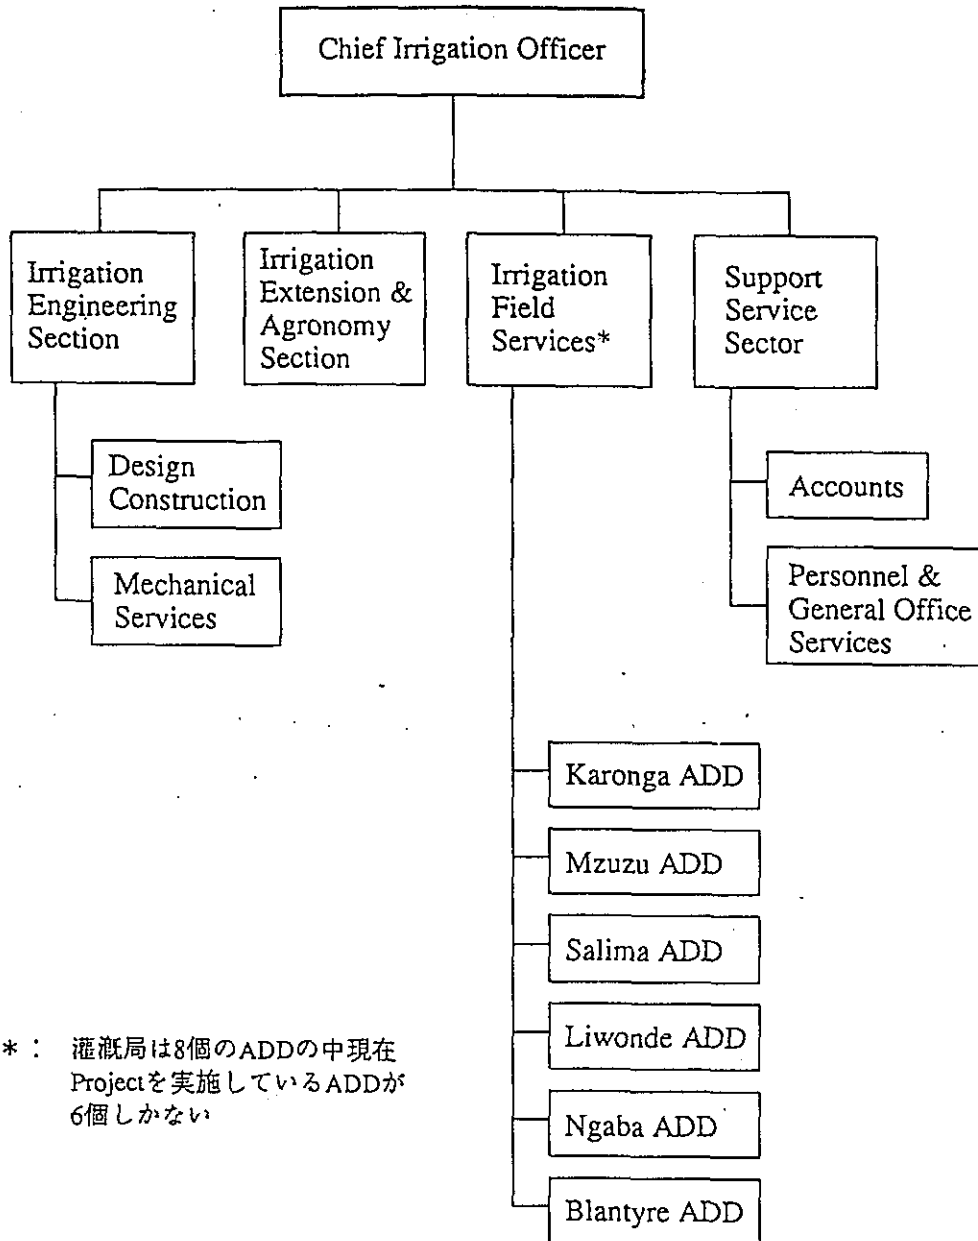 Chief Irrigation Officer
Irrigation
Engineering
Section
Irrigation
Extension &
Agronomy
Section
Irrigation
Field
Services*
Support
Service
Sector
Design
Construction
Mechanical
Services
Accounts
Personnel &
General Office
Services
Karonga ADD
Mzuzu ADD
Salima ADD
Liwonde ADD
Ngaba ADD
Blantyre ADD
*： 灌漑局は8個のADDの中現在
Projectを実施しているADDが
6個しかない